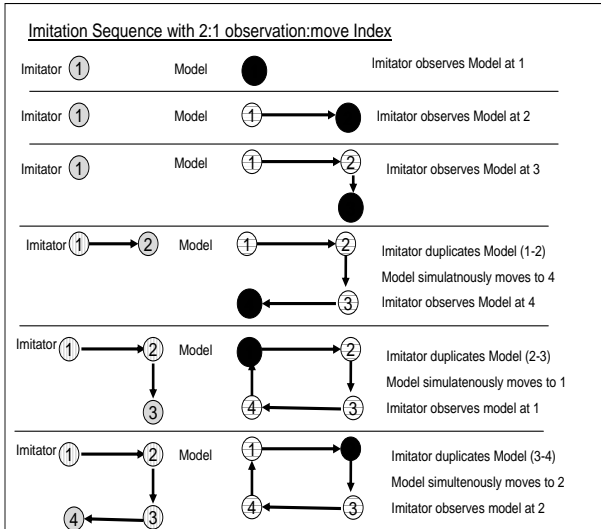 Imitation Sequence with 2:1 observation:move Index
Imitator 1 Model Imitator observes Model at 1
Imitator 1 Model 1 Imitator observes Model at 2
Imitator 1 Model 1 2 Imitator observes Model at 3
Imitator 1 2 Model 1 2 Imitator duplicates Model (1-2)
Model simulatnously moves to 4
3 Imitator observes Model at 4
Imitator 1 2 Model 2 Imitator duplicates Model (2-3)
Model simulatenously moves to 1
3 4 3 Imitator observes model at 1
Imitator 1 2 Model 1 Imitator duplicates Model (3-4)
Model simultenously moves to 2
4 3 4 3 Imitator observes model at 2